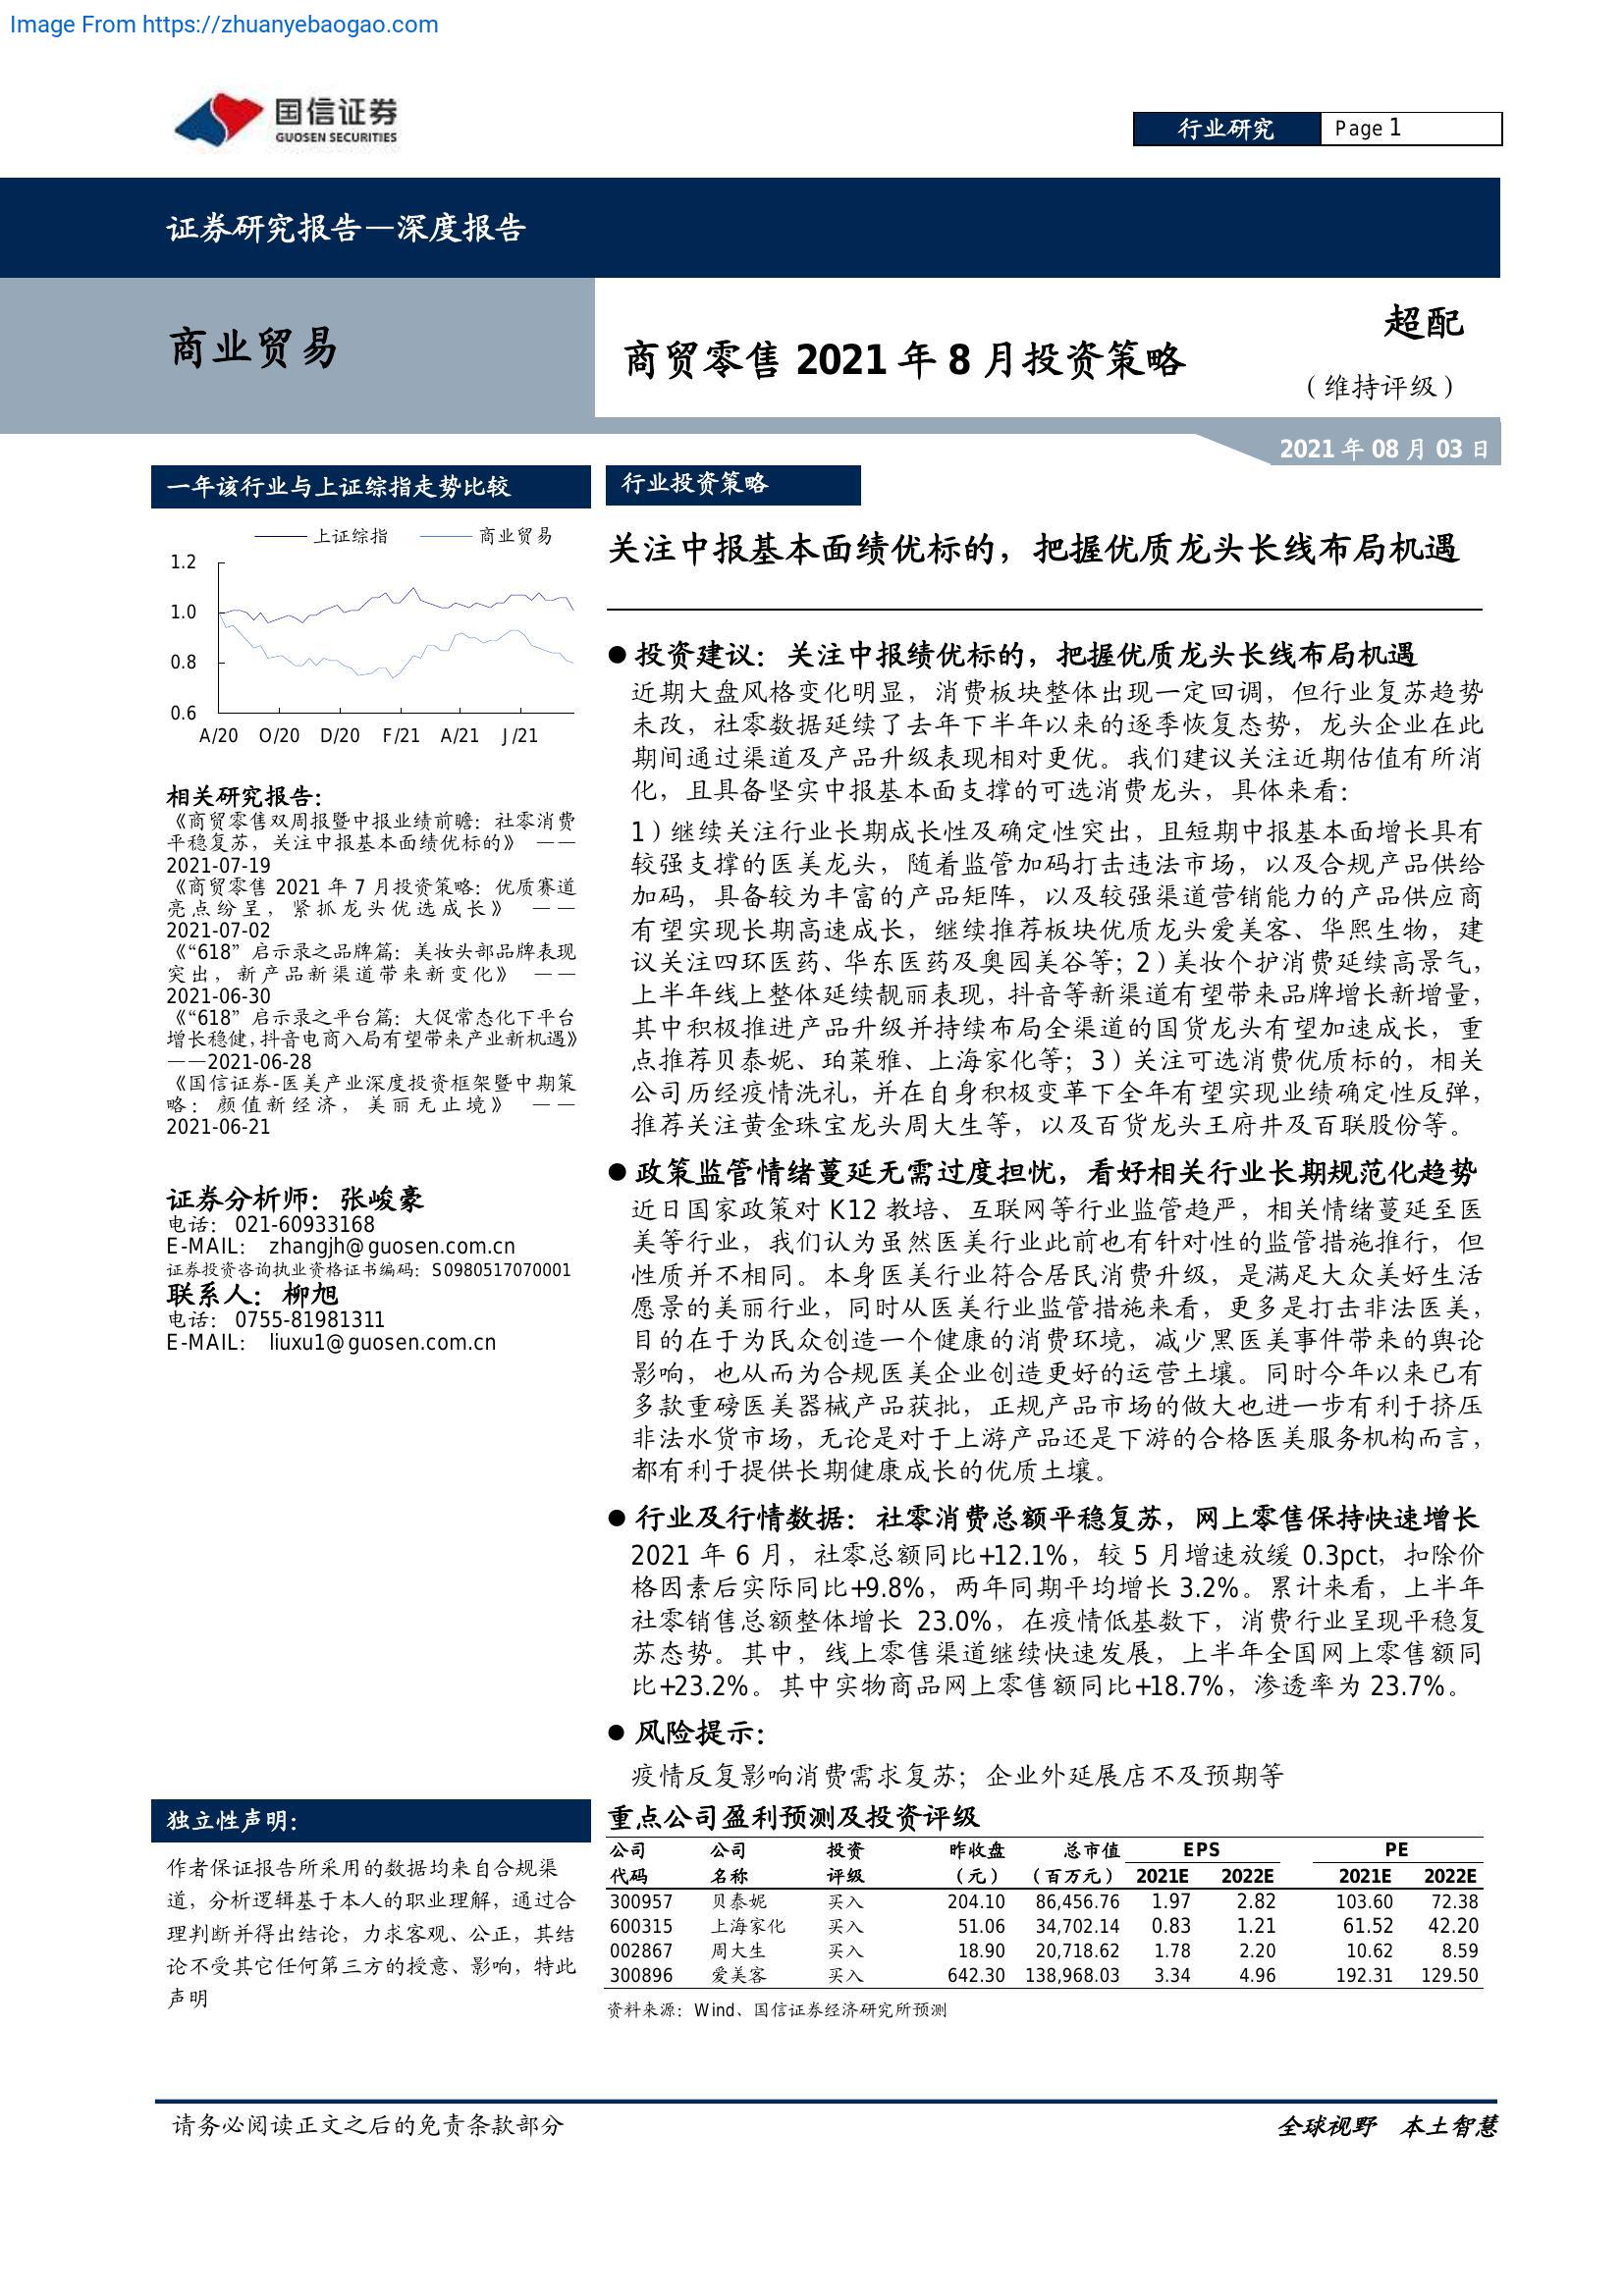 Image From https://zhuanyebaogao.com
国信证券
GUOSEN SECURITIES
行业研究
Page 1
证券研究报告—深度报告
商业贸易
商贸零售 2021 年 8 月投资策略
超配
（维持评级）
2021 年 08 月 03 日
一年该行业与上证综指走势比较
上证综指 商业贸易
1.2
1.0
0.8
0.6
A/20 O/20 D/20 F/21 A/21 J/21
相关研究报告：
《商贸零售双周报暨中报业绩前瞻：社零消费
平稳复苏，关注中报基本面绩优标的》 ——
2021-07-19
《商贸零售 2021 年 7 月投资策略：优质赛道
亮点纷呈，紧抓龙头优选成长》 ——
2021-07-02
《“618”启示录之品牌篇：美妆头部品牌表现
突出，新产品新渠道带来新变化》 ——
2021-06-30
《“618”启示录之平台篇：大促常态化下平台
增长稳健，抖音电商入局有望带来产业新机遇》
——2021-06-28
《国信证券-医美产业深度投资框架暨中期策
略：颜值新经济，美丽无止境》 ——
2021-06-21
证券分析师：张峻豪
电话： 021-60933168
E-MAIL： zhangjh@guosen.com.cn
证券投资咨询执业资格证书编码：S0980517070001
联系人：柳旭
电话： 0755-81981311
E-MAIL： liuxu1@guosen.com.cn
独立性声明：
作者保证报告所采用的数据均来自合规渠
道，分析逻辑基于本人的职业理解，通过合
理判断并得出结论，力求客观、公正，其结
论不受其它任何第三方的授意、影响，特此
声明
行业投资策略
关注中报基本面绩优标的，把握优质龙头长线布局机遇
● 投资建议：关注中报绩优标的，把握优质龙头长线布局机遇
近期大盘风格变化明显，消费板块整体出现一定回调，但行业复苏趋势
未改，社零数据延续了去年下半年以来的逐季恢复态势，龙头企业在此
期间通过渠道及产品升级表现相对更优。我们建议关注近期估值有所消
化，且具备坚实中报基本面支撑的可选消费龙头，具体来看：
1）继续关注行业长期成长性及确定性突出，且短期中报基本面增长具有
较强支撑的医美龙头，随着监管加码打击违法市场，以及合规产品供给
加码，具备较为丰富的产品矩阵，以及较强渠道营销能力的产品供应商
有望实现长期高速成长，继续推荐板块优质龙头爱美客、华熙生物，建
议关注四环医药、华东医药及奥园美谷等；2）美妆个护消费延续高景气，
上半年线上整体延续靓丽表现，抖音等新渠道有望带来品牌增长新增量，
其中积极推进产品升级并持续布局全渠道的国货龙头有望加速成长，重
点推荐贝泰妮、珀莱雅、上海家化等；3）关注可选消费优质标的，相关
公司历经疫情洗礼，并在自身积极变革下全年有望实现业绩确定性反弹，
推荐关注黄金珠宝龙头周大生等，以及百货龙头王府井及百联股份等。
● 政策监管情绪蔓延无需过度担忧，看好相关行业长期规范化趋势
近日国家政策对 K12 教培、互联网等行业监管趋严，相关情绪蔓延至医
美等行业，我们认为虽然医美行业此前也有针对性的监管措施推行，但
性质并不相同。本身医美行业符合居民消费升级，是满足大众美好生活
愿景的美丽行业，同时从医美行业监管措施来看，更多是打击非法医美，
目的在于为民众创造一个健康的消费环境，减少黑医美事件带来的舆论
影响，也从而为合规医美企业创造更好的运营土壤。同时今年以来已有
多款重磅医美器械产品获批，正规产品市场的做大也进一步有利于挤压
非法水货市场，无论是对于上游产品还是下游的合格医美服务机构而言，
都有利于提供长期健康成长的优质土壤。
● 行业及行情数据：社零消费总额平稳复苏，网上零售保持快速增长
2021 年 6 月，社零总额同比+12.1%，较 5 月增速放缓 0.3pct，扣除价
格因素后实际同比+9.8%，两年同期平均增长 3.2%。累计来看，上半年
社零销售总额整体增长 23.0%，在疫情低基数下，消费行业呈现平稳复
苏态势。其中，线上零售渠道继续快速发展，上半年全国网上零售额同
比+23.2%。其中实物商品网上零售额同比+18.7%，渗透率为 23.7%。
● 风险提示：
疫情反复影响消费需求复苏；企业外延展店不及预期等
重点公司盈利预测及投资评级
公司 公司 投资 昨收盘 总市值 EPS PE
代码 名称 评级 （元） （百万元） 2021E 2022E 2021E 2022E
300957 贝泰妮 买入 204.10 86,456.76 1.97 2.82 103.60 72.38
600315 上海家化 买入 51.06 34,702.14 0.83 1.21 61.52 42.20
002867 周大生 买入 18.90 20,718.62 1.78 2.20 10.62 8.59
300896 爱美客 买入 642.30 138,968.03 3.34 4.96 192.31 129.50
资料来源：Wind、国信证券经济研究所预测
请务必阅读正文之后的免责条款部分
全球视野 本土智慧